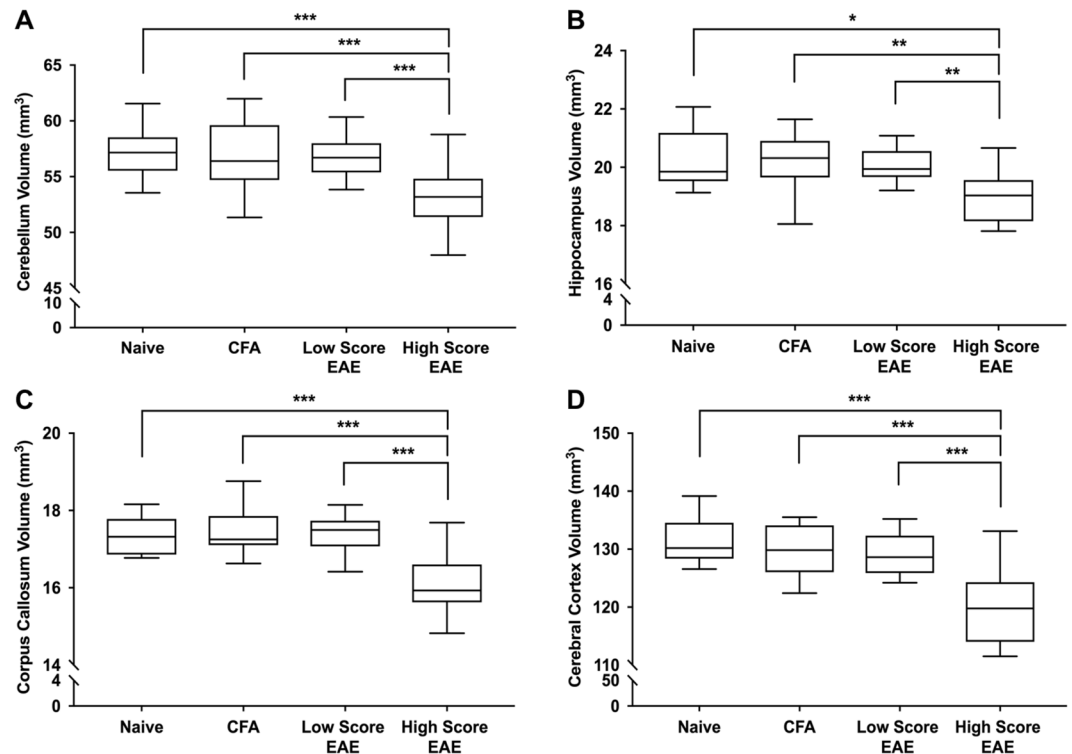 A
***
***
***
Cerebellum Volume (mm³)
65
60
55
50
45
10
0
Naive
CFA
Low Score
EAE
High Score
EAE
B
*
**
**
Hippocampus Volume (mm³)
24
22
20
18
16
4
0
Naive
CFA
Low Score
EAE
High Score
EAE
C
***
***
***
Corpus Callosum Volume (mm³)
20
18
16
14
4
0
Naive
CFA
Low Score
EAE
High Score
EAE
D
***
***
***
Cerebral Cortex Volume (mm³)
150
140
130
120
110
50
0
Naive
CFA
Low Score
EAE
High Score
EAE